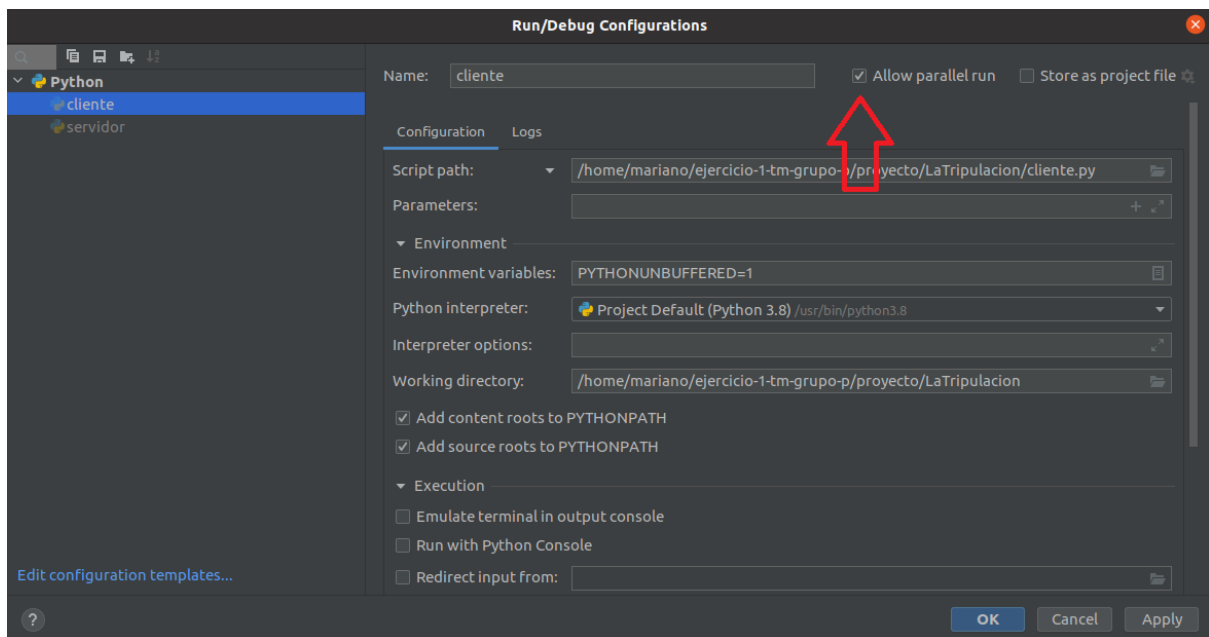 Run/Debug Configurations
Python
cliente
servidor
Edit configuration templates...
Name: cliente Allow parallel run Store as project file
Configuration Logs
Script path: /home/mariano/ejercicio-1-tm-grupo-p/proyecto/LaTripulacion/cliente.py
Parameters:
Environment
Environment variables: PYTHONUNBUFFERED=1
Python interpreter: Project Default (Python 3.8) /usr/bin/python3.8
Interpreter options:
Working directory: /home/mariano/ejercicio-1-tm-grupo-p/proyecto/LaTripulacion
Add content roots to PYTHONPATH
Add source roots to PYTHONPATH
Execution
Emulate terminal in output console
Run with Python Console
Redirect input from:
? OK Cancel Apply